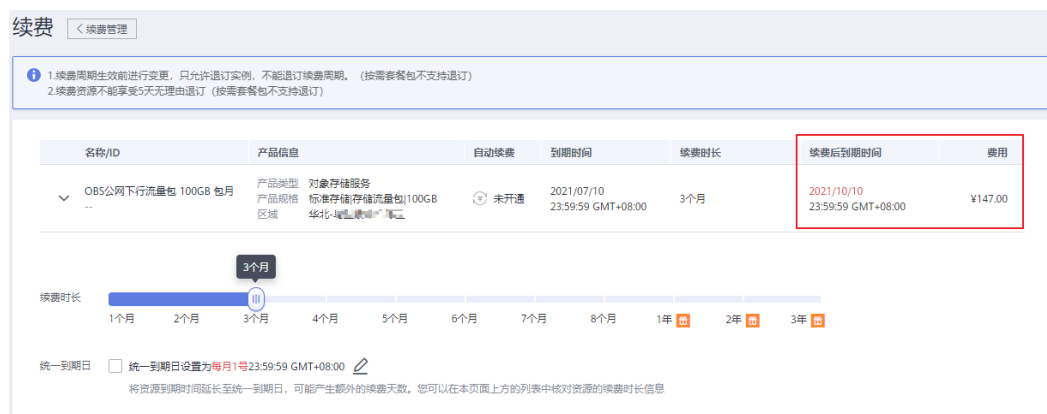 续费 < 续费管理
1.续费周期生效前进行变更，只允许退订实例，不能退订续费周期。（按需套餐包不支持退订）
2.续费资源不能享受5天无理由退订（按需套餐包不支持退订）
名称/ID 产品信息 自动续费 到期时间 续费时长 续费后到期时间 费用
OBS公网下行流量包 100GB 包月
--
产品类型 对象存储服务
产品规格 标准存储|存储流量包|100GB
区域 华北-
未开通
2021/07/10
23:59:59 GMT+08:00
3个月
2021/10/10
23:59:59 GMT+08:00
¥147.00
3个月
续费时长
1个月 2个月 3个月 4个月 5个月 6个月 7个月 8个月 1年 2年 3年
统一到期日 统一到期日设置为每月1号23:59:59 GMT+08:00
将资源到期时间延长至统一到期日，可能产生额外的续费天数。您可以在本页面上方的列表中核对资源的续费时长信息